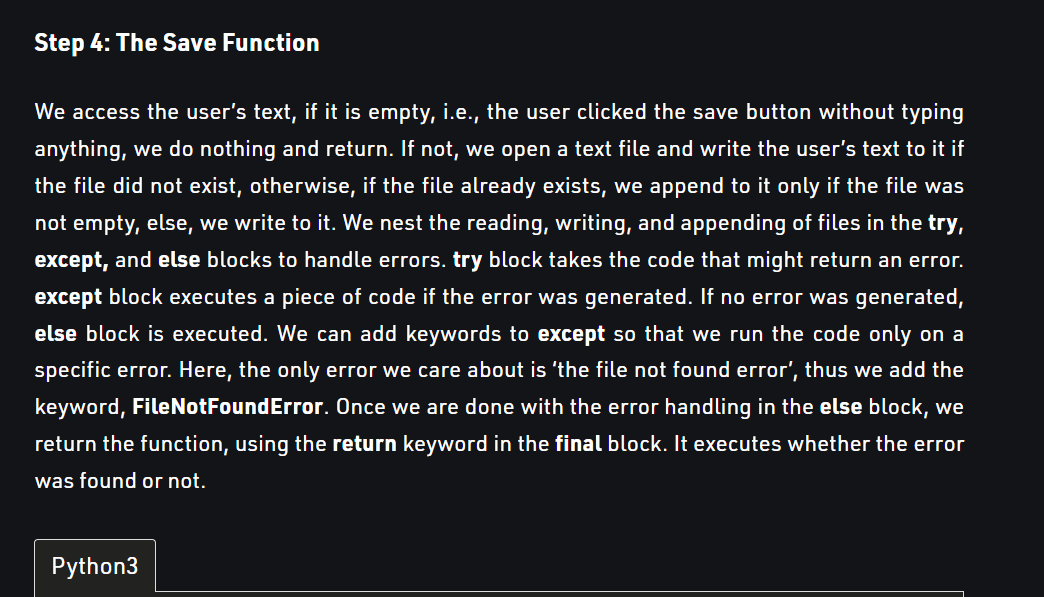 Step 4: The Save Function
We access the user's text, if it is empty, i.e., the user clicked the save button without typing
anything, we do nothing and return. If not, we open a text file and write the user's text to it if
the file did not exist, otherwise, if the file already exists, we append to it only if the file was
not empty, else, we write to it. We nest the reading, writing, and appending of files in the try,
except, and else blocks to handle errors. try block takes the code that might return an error.
except block executes a piece of code if the error was generated. If no error was generated,
else block is executed. We can add keywords to except so that we run the code only on a
specific error. Here, the only error we care about is ‘the file not found error’, thus we add the
keyword, FileNotFoundError. Once we are done with the error handling in the else block, we
return the function, using the return keyword in the final block. It executes whether the error
was found or not.
Python3